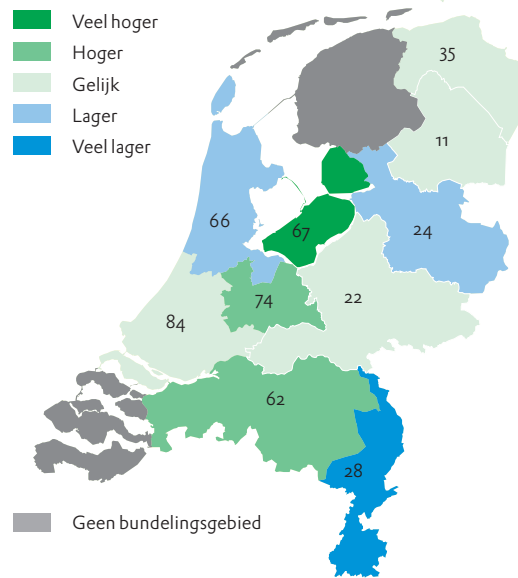 Veel hoger
Hoger
Gelijk
Lager
Veel lager
35
11
66
67
24
74
22
84
62
28
Geen bundelingsgebied